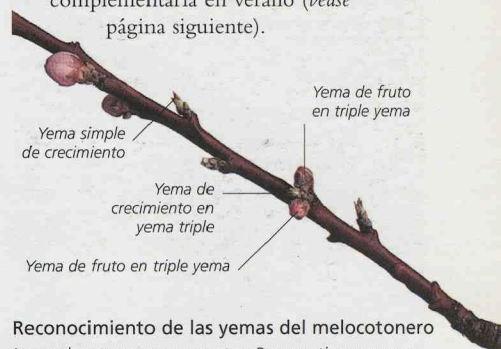 complementaria en verano (véase
página siguiente).
Yema de fruto
en triple yema
Yema simple
de crecimiento
Yema de
crecimiento en
yema triple
Yema de fruto en triple yema
Reconocimiento de las yemas del melocotonero